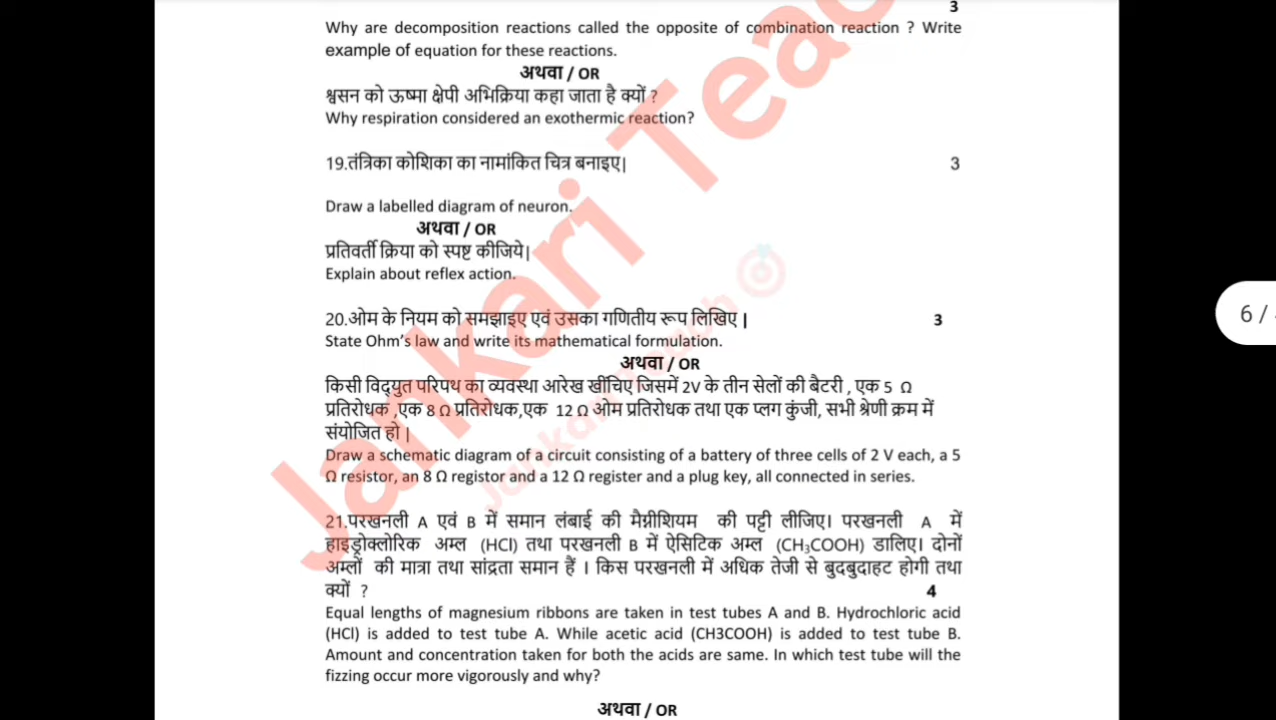 3
Why are decomposition reactions called the opposite of combination reaction ? Write
example of equation for these reactions.
अथवा / OR
श्वसन को ऊष्मा क्षेपी अभिक्रिया कहा जाता है क्यों ?
Why respiration considered an exothermic reaction?
19.तंत्रिका कोशिका का नामांकित चित्र बनाइए| 3
Draw a labelled diagram of neuron.
अथवा / OR
प्रतिवर्ती क्रिया को स्पष्ट कीजिये|
Explain about reflex action.
20.ओम के नियम को समझाइए एवं उसका गणितीय रूप लिखिए | 3
State Ohm's law and write its mathematical formulation.
अथवा / OR
किसी विद्युत परिपथ का व्यवस्था आरेख खींचिए जिसमें 2V के तीन सेलों की बैटरी , एक 5 Ω
प्रतिरोधक ,एक 8 Ω प्रतिरोधक,एक 12 Ω ओम प्रतिरोधक तथा एक प्लग कुंजी, सभी श्रेणी क्रम में
संयोजित हो |
Draw a schematic diagram of a circuit consisting of a battery of three cells of 2 V each, a 5
Ω resistor, an 8 Ω registor and a 12 Ω register and a plug key, all connected in series.
21.परखनली A एवं B में समान लंबाई की मैग्नीशियम की पट्टी लीजिए। परखनली A में
हाइड्रोक्लोरिक अम्ल (HCl) तथा परखनली B में ऐसिटिक अम्ल (CH₃COOH) डालिए। दोनों
अम्लों की मात्रा तथा सांद्रता समान हैं । किस परखनली में अधिक तेजी से बुदबुदाहट होगी तथा
क्यों ? 4
Equal lengths of magnesium ribbons are taken in test tubes A and B. Hydrochloric acid
(HCl) is added to test tube A. While acetic acid (CH3COOH) is added to test tube B.
Amount and concentration taken for both the acids are same. In which test tube will the
fizzing occur more vigorously and why?
अथवा / OR
6 /
Jankari Teac